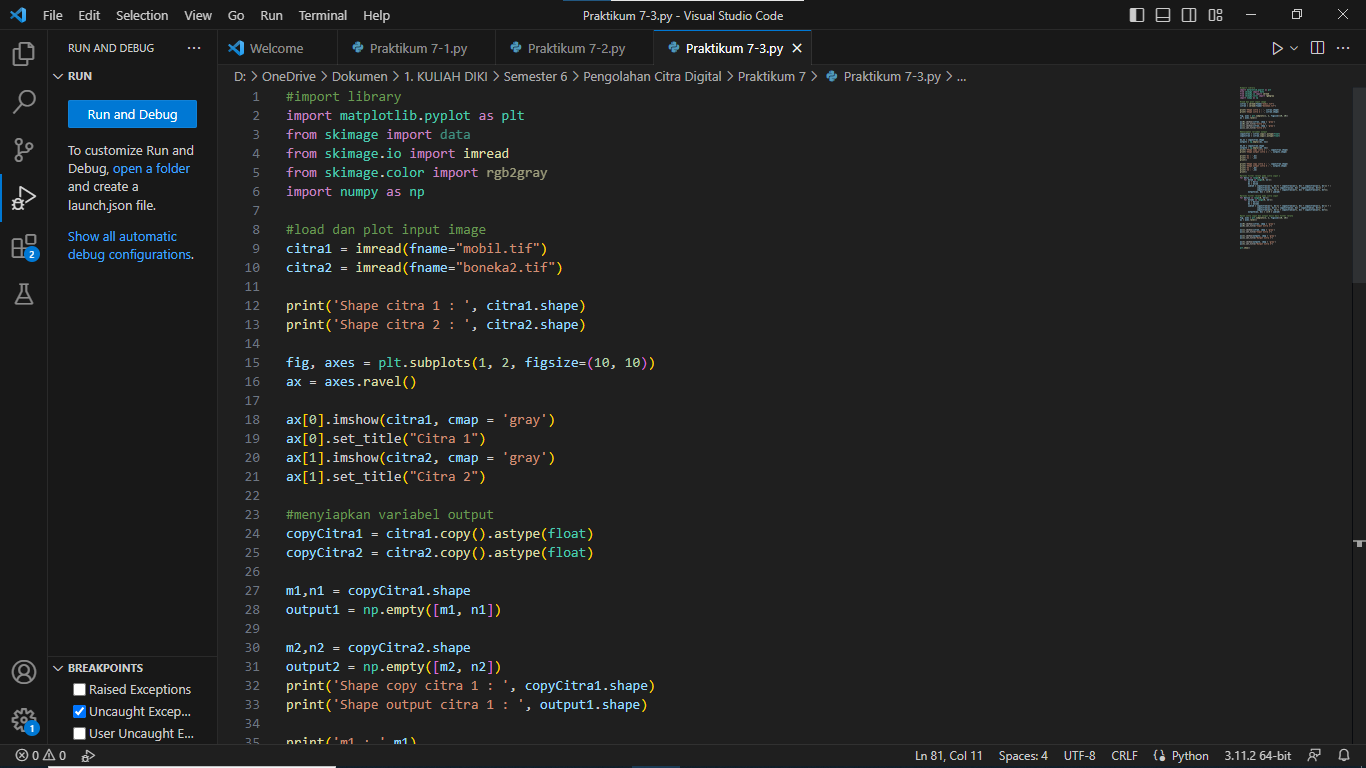 File Edit Selection View Go Run Terminal Help
Praktikum 7-3.py - Visual Studio Code
RUN AND DEBUG
Welcome
Praktikum 7-1.py
Praktikum 7-2.py
Praktikum 7-3.py
RUN
D: > OneDrive > Dokumen > 1. KULIAH DIKI > Semester 6 > Pengolahan Citra Digital > Praktikum 7 > Praktikum 7-3.py > ...
Run and Debug
To customize Run and
Debug, open a folder
and create a
launch.json file.
Show all automatic
debug configurations.
2
1 #import library
2 import matplotlib.pyplot as plt
3 from skimage import data
4 from skimage.io import imread
5 from skimage.color import rgb2gray
6 import numpy as np
7
8 #load dan plot input image
9 citra1 = imread(fname="mobil.tif")
10 citra2 = imread(fname="boneka2.tif")
11
12 print('Shape citra 1 : ', citra1.shape)
13 print('Shape citra 2 : ', citra2.shape)
14
15 fig, axes = plt.subplots(1, 2, figsize=(10, 10))
16 ax = axes.ravel()
17
18 ax[0].imshow(citra1, cmap = 'gray')
19 ax[0].set_title("Citra 1")
20 ax[1].imshow(citra2, cmap = 'gray')
21 ax[1].set_title("Citra 2")
22
23 #menyiapkan variabel output
24 copyCitra1 = citra1.copy().astype(float)
25 copyCitra2 = citra2.copy().astype(float)
26
27 m1,n1 = copyCitra1.shape
28 output1 = np.empty([m1, n1])
29
30 m2,n2 = copyCitra2.shape
31 output2 = np.empty([m2, n2])
32 print('Shape copy citra 1 : ', copyCitra1.shape)
33 print('Shape output citra 1 : ', output1.shape)
34
35 print('m1 : ',m1)
BREAKPOINTS
Raised Exceptions
Uncaught Excep...
User Uncaught E...
1
0 0
Ln 81, Col 11 Spaces: 4 UTF-8 CRLF Python 3.11.2 64-bit